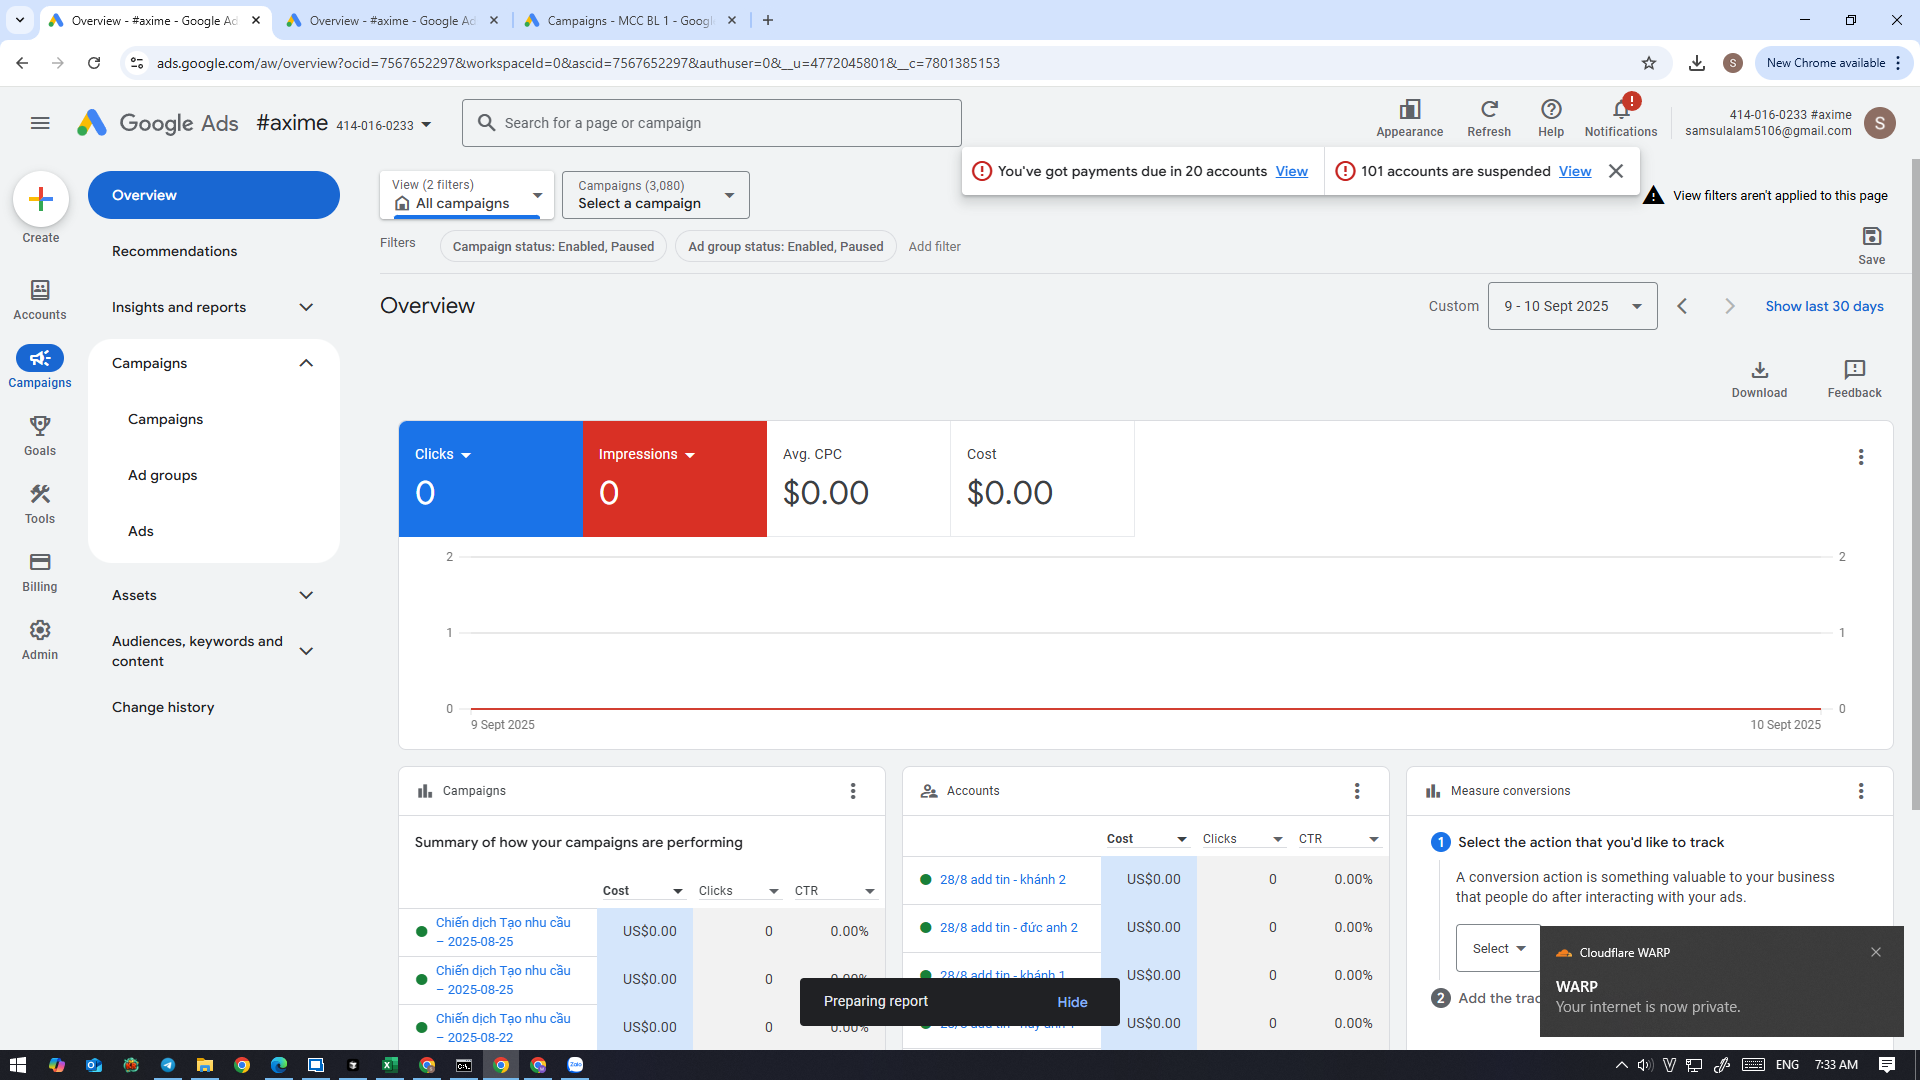 Overview - #axime - Google Ad
Overview - #axime - Google Ad
Campaigns - MCC BL 1 - Google
ads.google.com/aw/overview?ocid=7567652297&workspaceId=0&ascid=7567652297&authuser=0&__u=4772045801&__c=7801385153
S
New Chrome available
Google Ads
#axime 414-016-0233
Search for a page or campaign
Appearance
Refresh
Help
Notifications
414-016-0233 #axime
samsulalam5106@gmail.com
S
You've got payments due in 20 accounts View
101 accounts are suspended View
View filters aren't applied to this page
Create
Accounts
Campaigns
Goals
Tools
Billing
Admin
Overview
Recommendations
Insights and reports
Campaigns
Campaigns
Ad groups
Ads
Assets
Audiences, keywords and
content
Change history
View (2 filters)
All campaigns
Campaigns (3,080)
Select a campaign
Filters
Campaign status: Enabled, Paused
Ad group status: Enabled, Paused
Add filter
Save
Overview
Custom
9 - 10 Sept 2025
Show last 30 days
Download
Feedback
Clicks
0
Impressions
0
Avg. CPC
$0.00
Cost
$0.00
2
2
1
1
0
0
9 Sept 2025
10 Sept 2025
Campaigns
Summary of how your campaigns are performing
Cost Clicks CTR
Chiến dịch Tạo nhu cầu
– 2025-08-25
US$0.00 0 0.00%
Chiến dịch Tạo nhu cầu
– 2025-08-25
US$0.00 0 0.00%
Chiến dịch Tạo nhu cầu
– 2025-08-22
US$0.00 0 0.00%
Accounts
Cost Clicks CTR
28/8 add tin - khánh 2 US$0.00 0 0.00%
28/8 add tin - đức anh 2 US$0.00 0 0.00%
28/8 add tin - khánh 1 US$0.00 0 0.00%
US$0.00 0 0.00%
Measure conversions
1 Select the action that you'd like to track
A conversion action is something valuable to your business
that people do after interacting with your ads.
Select
2 Add the trac
Preparing report
Hide
Cloudflare WARP
WARP
Your internet is now private.
Zalo
ENG
7:33 AM